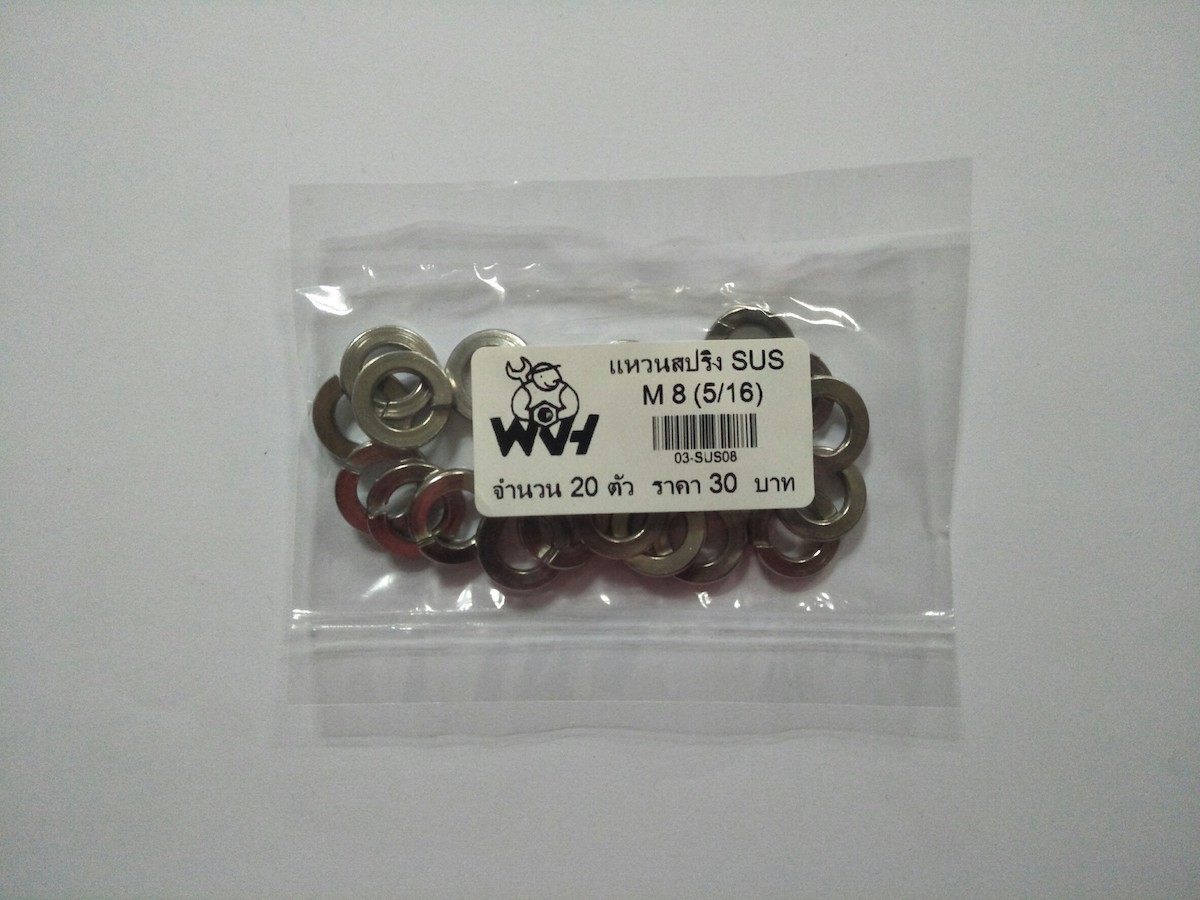 แหวนสปริง SUS
M 8 (5/16)
WVH
03-SUS08
จำนวน 20 ตัว ราคา 30 บาท